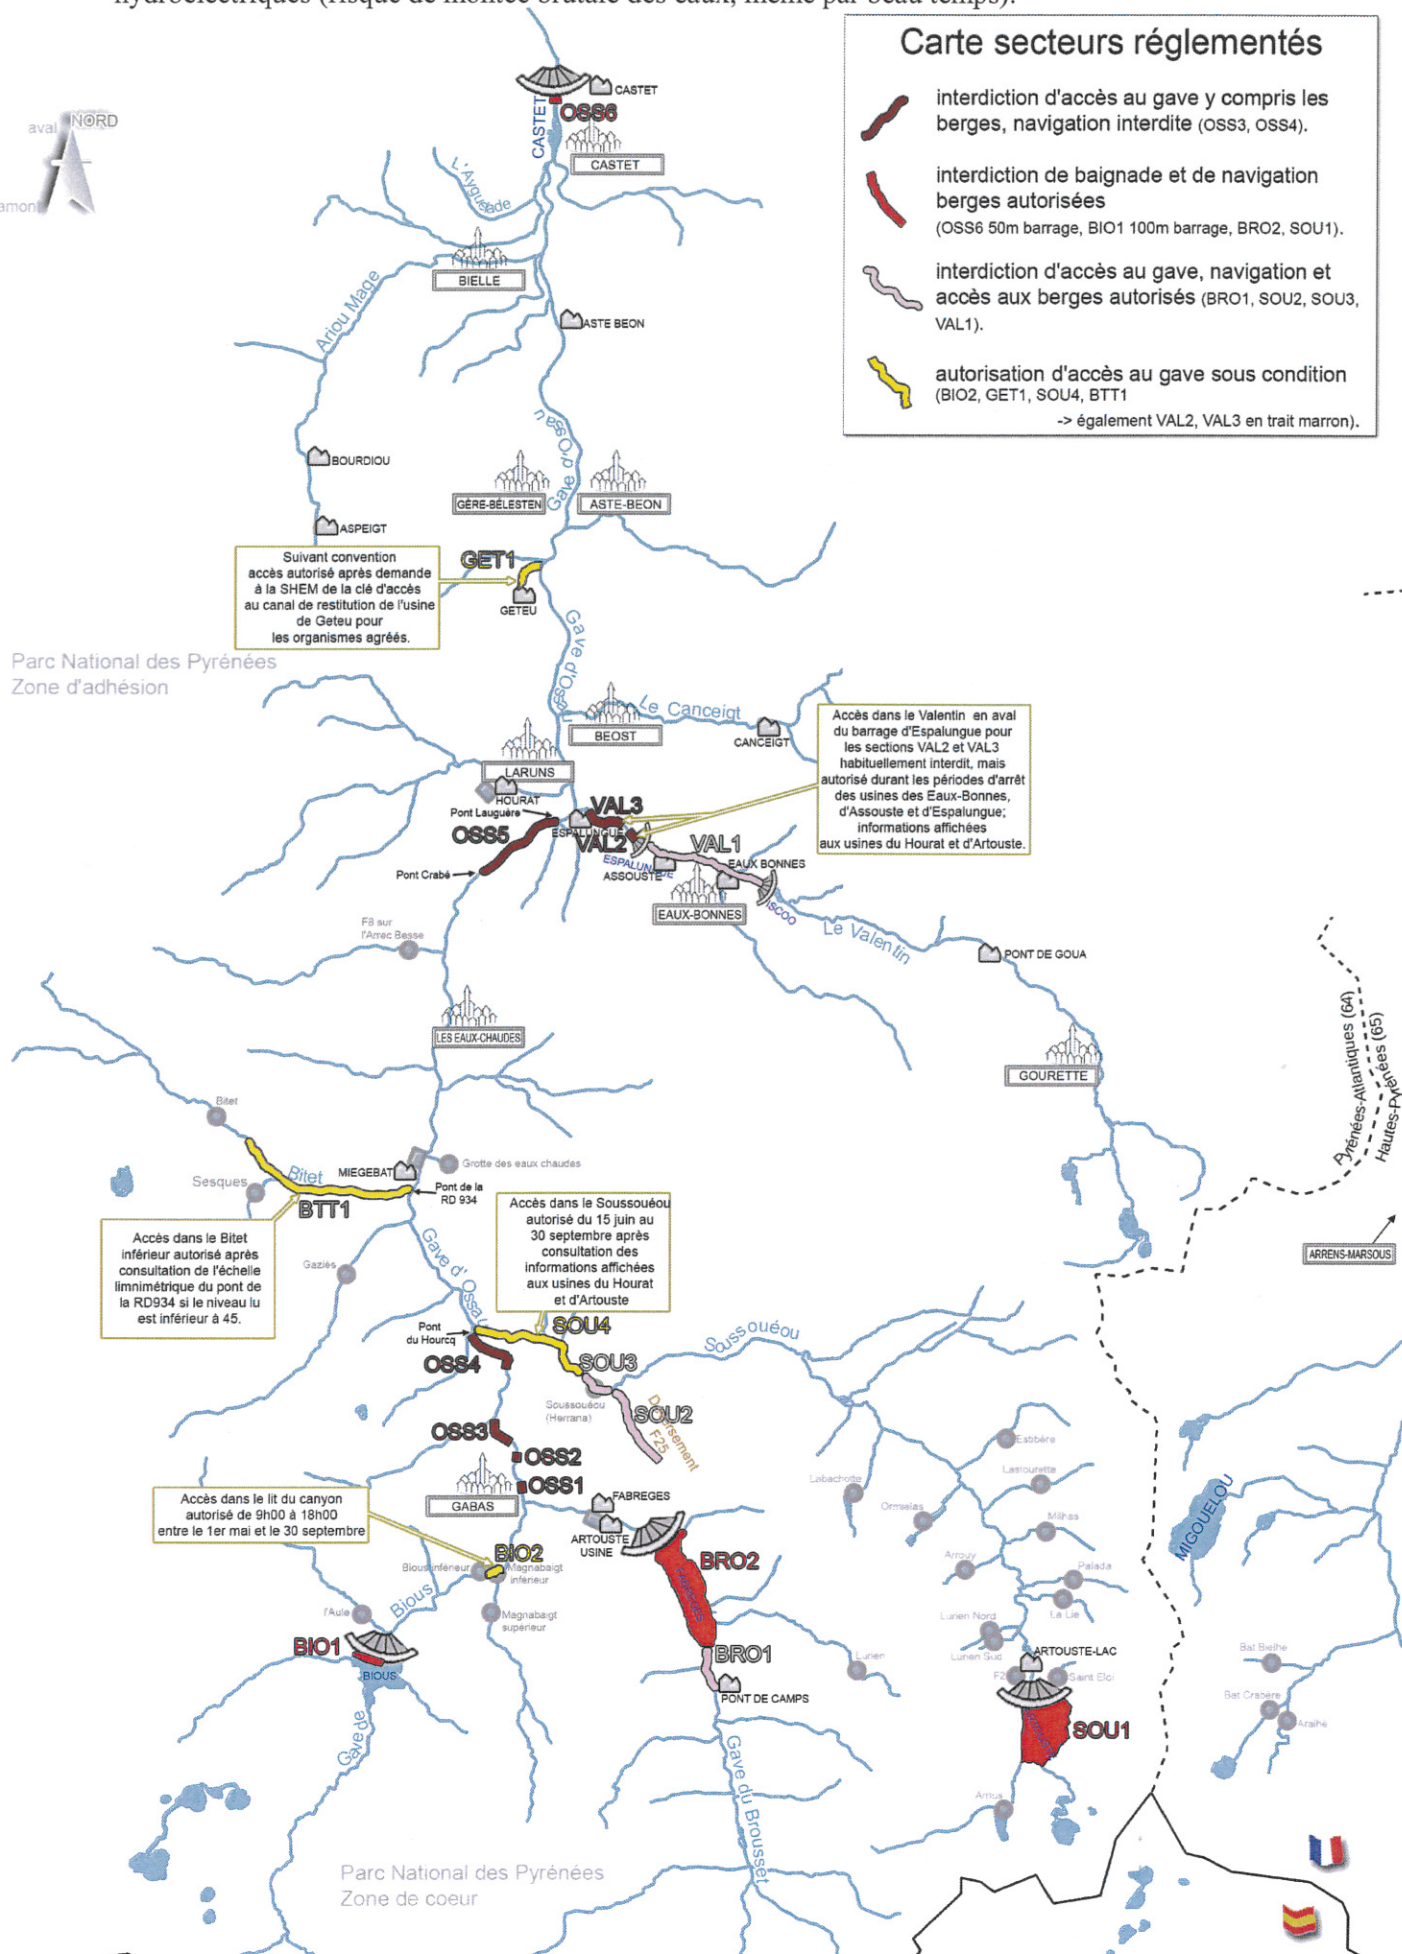 hydroélectriques (risque de montée brutale des eaux, même par beau temps).
Carte secteurs réglementés
interdiction d'accès au gave y compris les
berges, navigation interdite (OSS3, OSS4).
interdiction de baignade et de navigation
berges autorisées
(OSS6 50m barrage, BIO1 100m barrage, BRO2, SOU1).
interdiction d'accès au gave, navigation et
accès aux berges autorisés (BRO1, SOU2, SOU3,
VAL1).
autorisation d'accès au gave sous condition
(BIO2, GET1, SOU4, BTT1
-> également VAL2, VAL3 en trait marron).
NORD
aval
amont
CASTET
OSS6
CASTET
CASTET
L'Ayguelade
BIELLE
Ariou Mage
ASTE BEON
Gave d'Ossau
BOURDIOU
GÈRE-BÉLESTEN
ASTE-BEON
ASPEIGT
Suivant convention
accès autorisé après demande
à la SHEM de la clé d'accès
au canal de restitution de l'usine
de Geteu pour
les organismes agréés.
GET1
GETEU
Gave d'Ossau
Parc National des Pyrénées
Zone d'adhésion
Le Canceigt
BEOST
CANCEIGT
Accès dans le Valentin en aval
du barrage d'Espalungue pour
les sections VAL2 et VAL3
habituellement interdit, mais
autorisé durant les périodes d'arrêt
des usines des Eaux-Bonnes,
d'Assouste et d'Espalungue;
informations affichées
aux usines du Hourat et d'Artouste.
LARUNS
HOURAT
Pont Lauguère
VAL3
ESPALUNGUE
OSS5
VAL2
VAL1
ESPALUNGUE
ASSOUSTE
EAUX BONNES
Pont Crabé
EAUX-BONNES
iscoo
Le Valentin
F8 sur
l'Arrec Besse
PONT DE GOUA
LES EAUX-CHAUDES
GOURETTE
Pyrénées-Atlantiques (64)
Hautes-Pyrénées (65)
Bitet
MIEGEBAT
Grotte des eaux chaudes
Sesques
Bitet
Pont de la
RD 934
BTT1
Accès dans le Bitet
inférieur autorisé après
consultation de l'échelle
limnimétrique du pont de
la RD934 si le niveau lu
est inférieur à 45.
Accès dans le Soussouéou
autorisé du 15 juin au
30 septembre après
consultation des
informations affichées
aux usines du Hourat
et d'Artouste
ARRENS-MARSOUS
Gaziès
Gave d' Ossau
Pont
du Hourcq
SOU4
Soussouéou
OSS4
SOU3
Soussouéou
(Herrana)
SOU2
Déversement
F25
OSS3
OSS2
OSS1
Estibère
Lastourette
Labachotte
Ormielas
Milhas
MIGOUELOU
GABAS
FABREGES
Accès dans le lit du canyon
autorisé de 9h00 à 18h00
entre le 1er mai et le 30 septembre
ARTOUSTE
USINE
BIO2
BRO2
Arrouy
Palada
Bious inférieur
Magnabaigt
inférieur
La Lie
Bious
l'Aule
Magnabaigt
supérieur
Lurien Nord
Lurien Sud
BIO1
BIOUS
BRO1
Lurien
ARTOUSTE-LAC
Saint Eloi
Bat Bielhe
PONT DE CAMPS
Bat Crabère
Araihé
SOU1
Gave de
Gave du Brousset
Arrius
Parc National des Pyrénées
Zone de coeur